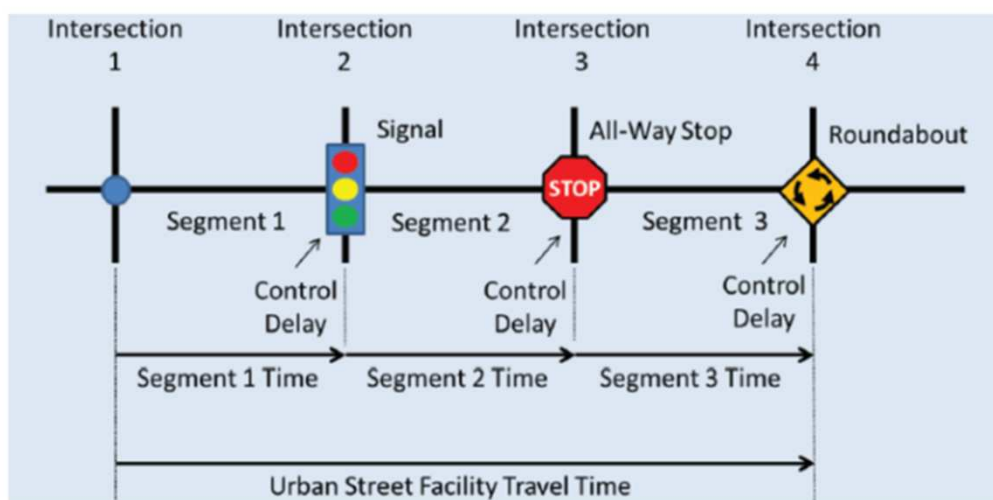 Intersection 1
Intersection 2
Intersection 3
Intersection 4
Signal
All-Way Stop
Roundabout
STOP
Segment 1
Segment 2
Segment 3
Control Delay
Control Delay
Control Delay
Segment 1 Time
Segment 2 Time
Segment 3 Time
Urban Street Facility Travel Time